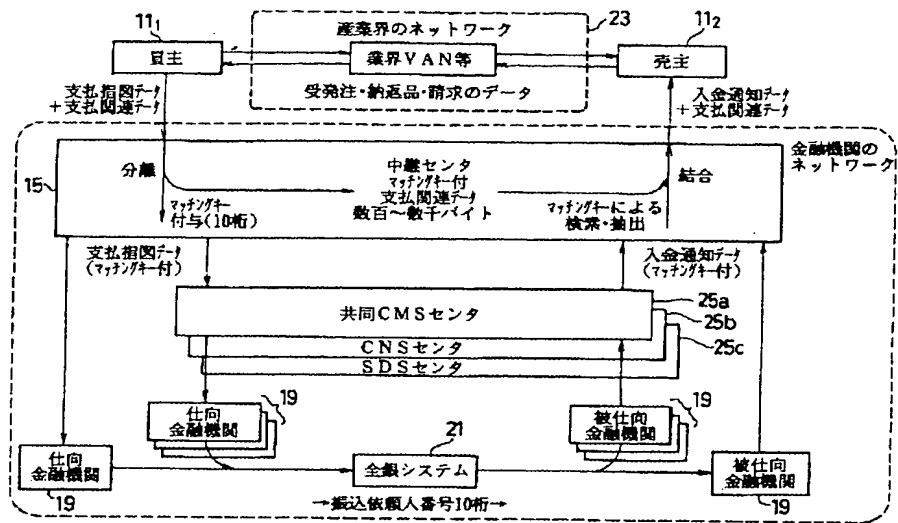 23
産業界のネットワーク
11₁
買主
業界VAN等
11₂
売主
受発注・納返品・請求のデータ
支払指図データ
+支払関連データ
入金通知データ
+支払関連データ
金融機関の
ネットワーク
15
分離
中継センタ
マッチングキー付
支払関連データ
数百~数千バイト
結合
マッチングキー
付与(10桁)
マッチングキーによる
検索・抽出
支払指図データ
(マッチングキー付)
入金通知データ
(マッチングキー付)
共同CMSセンタ
25a
25b
CNSセンタ
25c
SDSセンタ
仕向
金融機関
19
被仕向
金融機関
19
仕向
金融機関
19
21
全銀システム
被仕向
金融機関
19
→振込依頼人番号10桁→